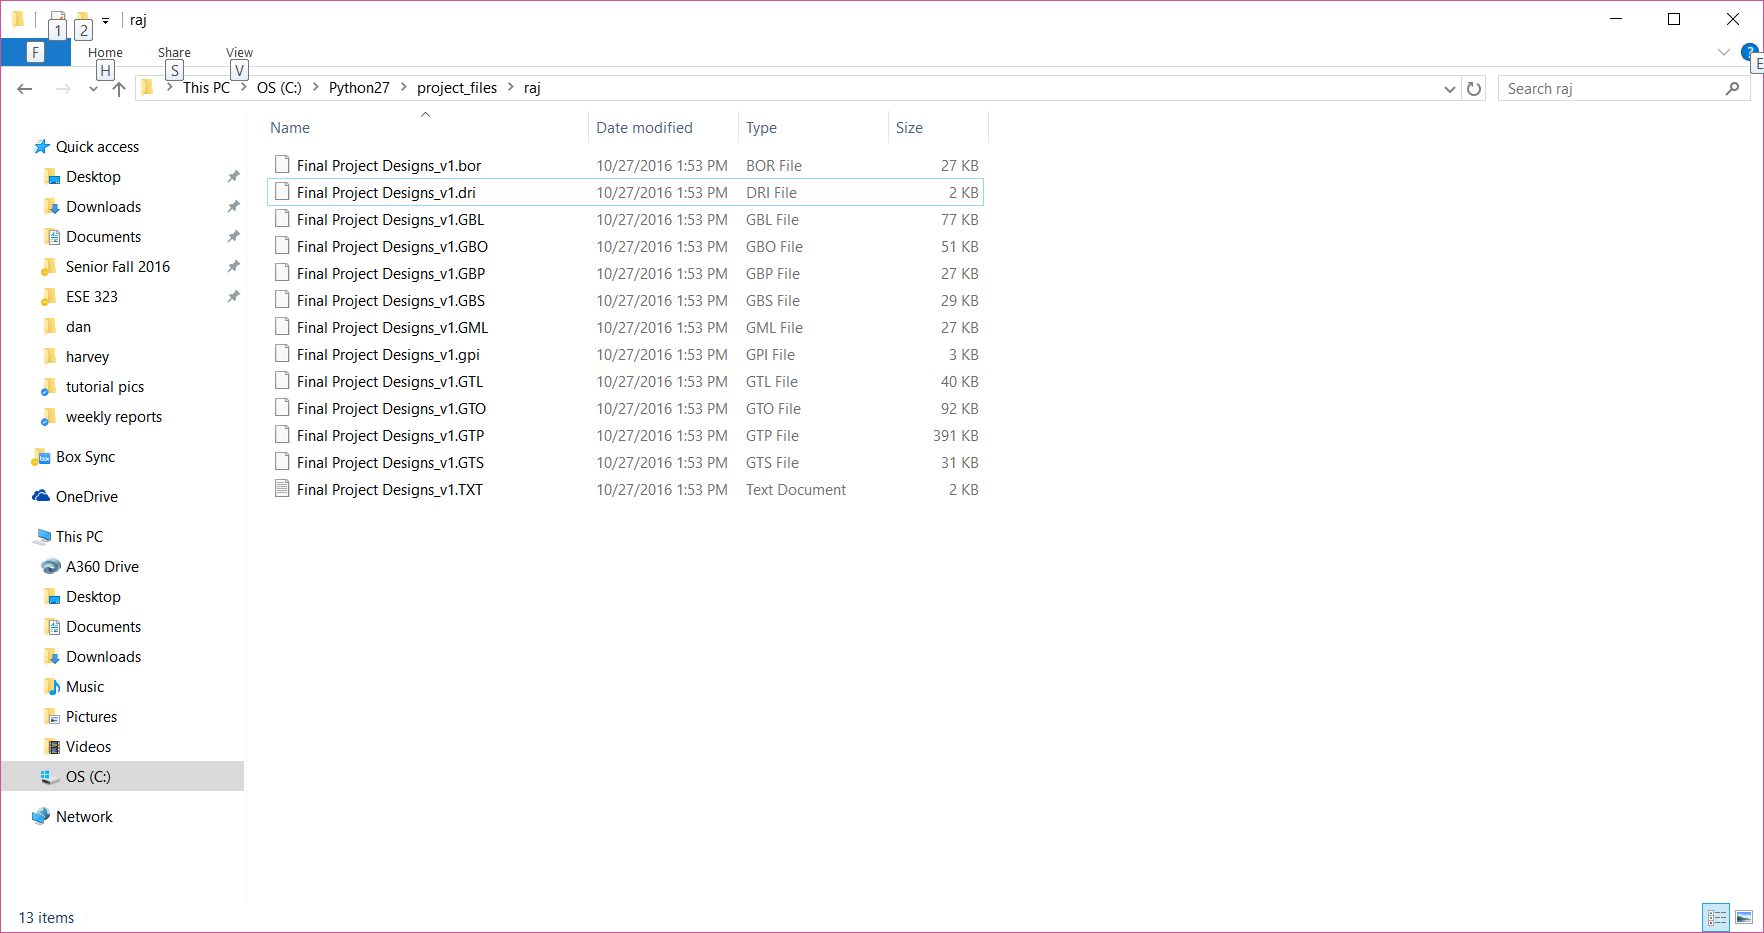 1 2 raj
F Home Share View
H S V E
This PC OS (C:) Python27 project_files raj
Search raj
Name Date modified Type Size
Final Project Designs_v1.bor 10/27/2016 1:53 PM BOR File 27 KB
Final Project Designs_v1.dri 10/27/2016 1:53 PM DRI File 2 KB
Final Project Designs_v1.GBL 10/27/2016 1:53 PM GBL File 77 KB
Final Project Designs_v1.GBO 10/27/2016 1:53 PM GBO File 51 KB
Final Project Designs_v1.GBP 10/27/2016 1:53 PM GBP File 27 KB
Final Project Designs_v1.GBS 10/27/2016 1:53 PM GBS File 29 KB
Final Project Designs_v1.GML 10/27/2016 1:53 PM GML File 27 KB
Final Project Designs_v1.gpi 10/27/2016 1:53 PM GPI File 3 KB
Final Project Designs_v1.GTL 10/27/2016 1:53 PM GTL File 40 KB
Final Project Designs_v1.GTO 10/27/2016 1:53 PM GTO File 92 KB
Final Project Designs_v1.GTP 10/27/2016 1:53 PM GTP File 391 KB
Final Project Designs_v1.GTS 10/27/2016 1:53 PM GTS File 31 KB
Final Project Designs_v1.TXT 10/27/2016 1:53 PM Text Document 2 KB
Quick access
Desktop
Downloads
Documents
Senior Fall 2016
ESE 323
dan
harvey
tutorial pics
weekly reports
Box Sync
OneDrive
This PC
A360 Drive
Desktop
Documents
Downloads
Music
Pictures
Videos
OS (C:)
Network
13 items